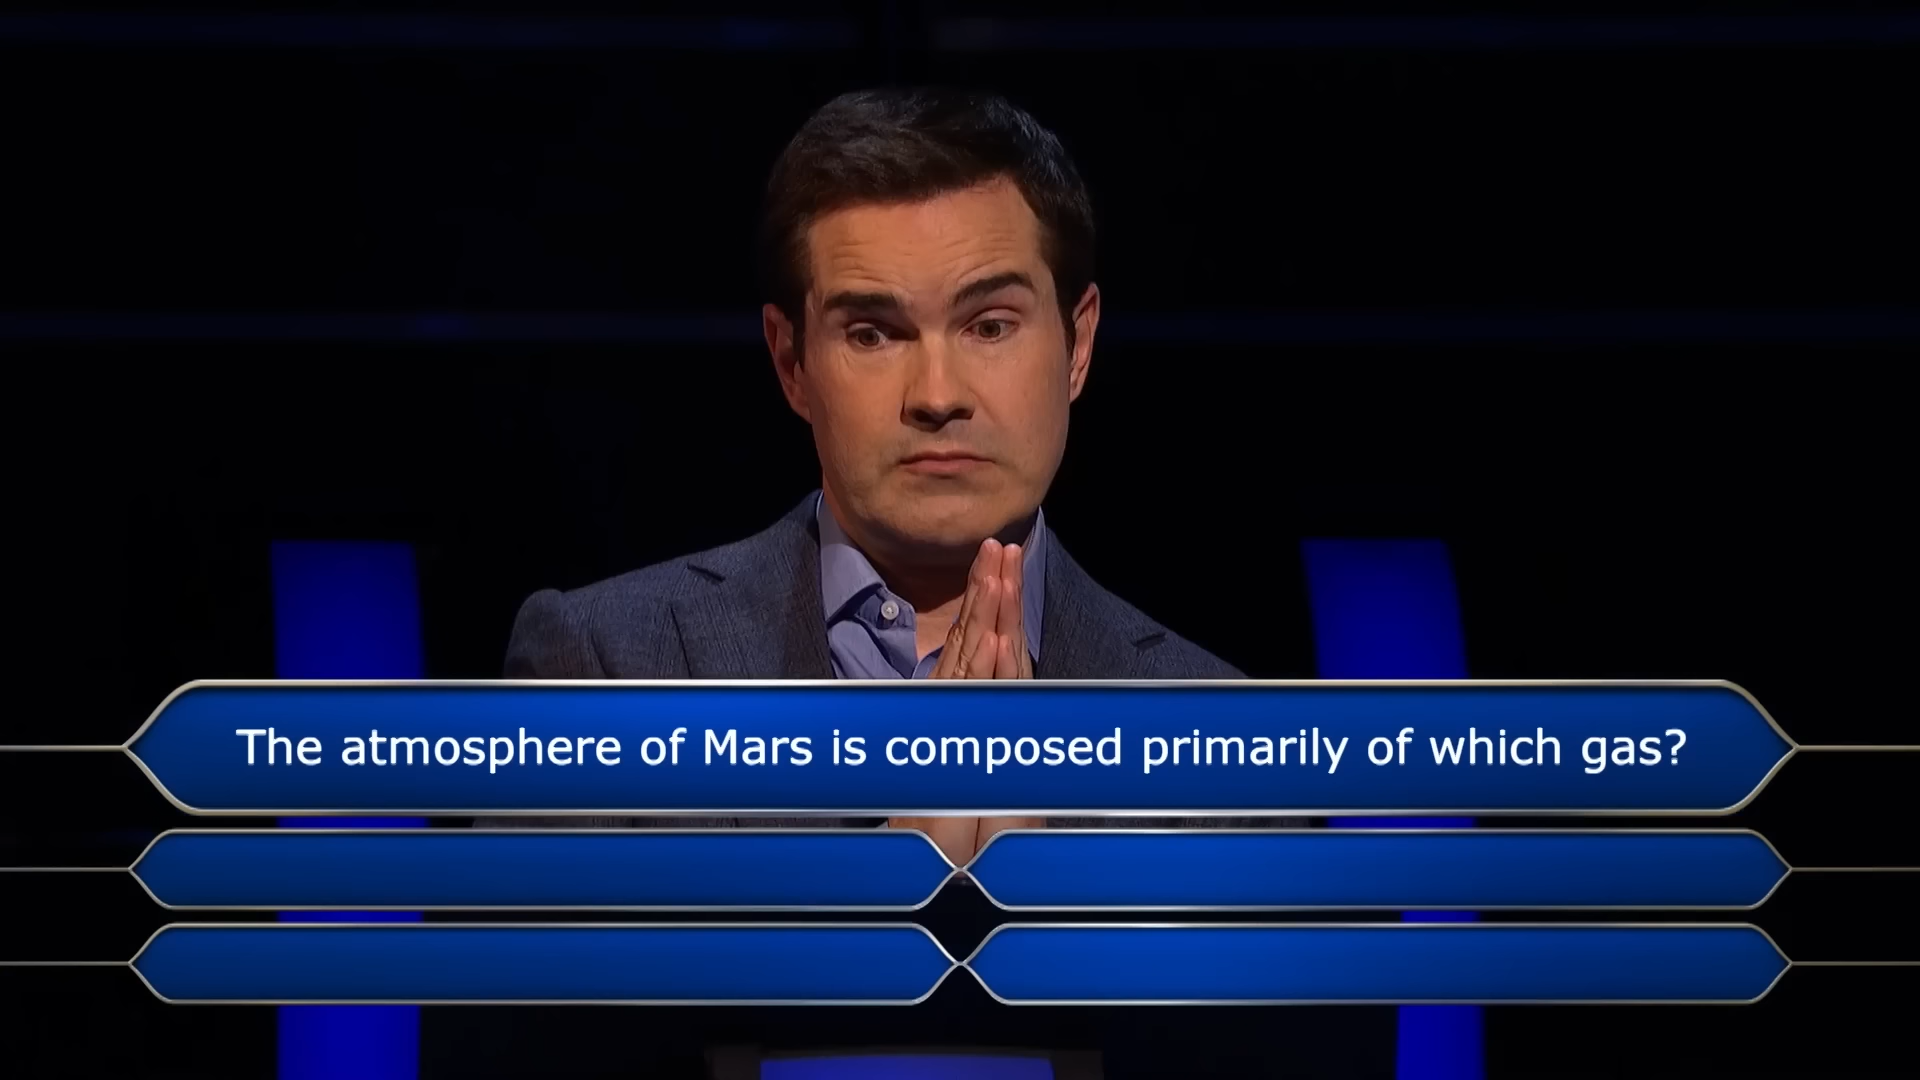 The atmosphere of Mars is composed primarily of which gas?